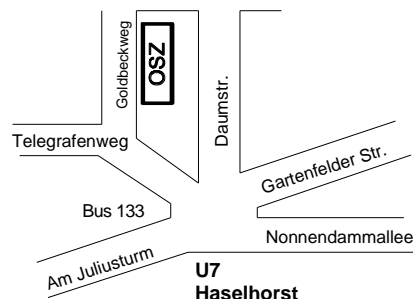 Goldbeckweg
OSZ
Daumstr.
Telegrafenweg
Gartenfelder Str.
Bus 133
Nonnendammallee
Am Juliusturm
U7
Haselhorst